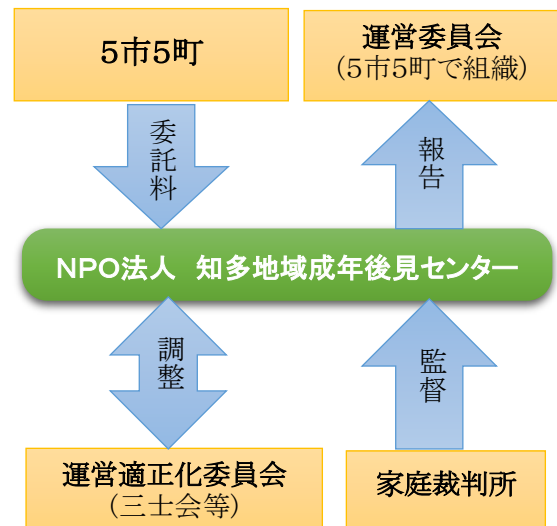 5市5町
運営委員会
(5市5町で組織)
委託料
報告
NPO法人　知多地域成年後見センター
調整
監督
運営適正化委員会
(三士会等)
家庭裁判所